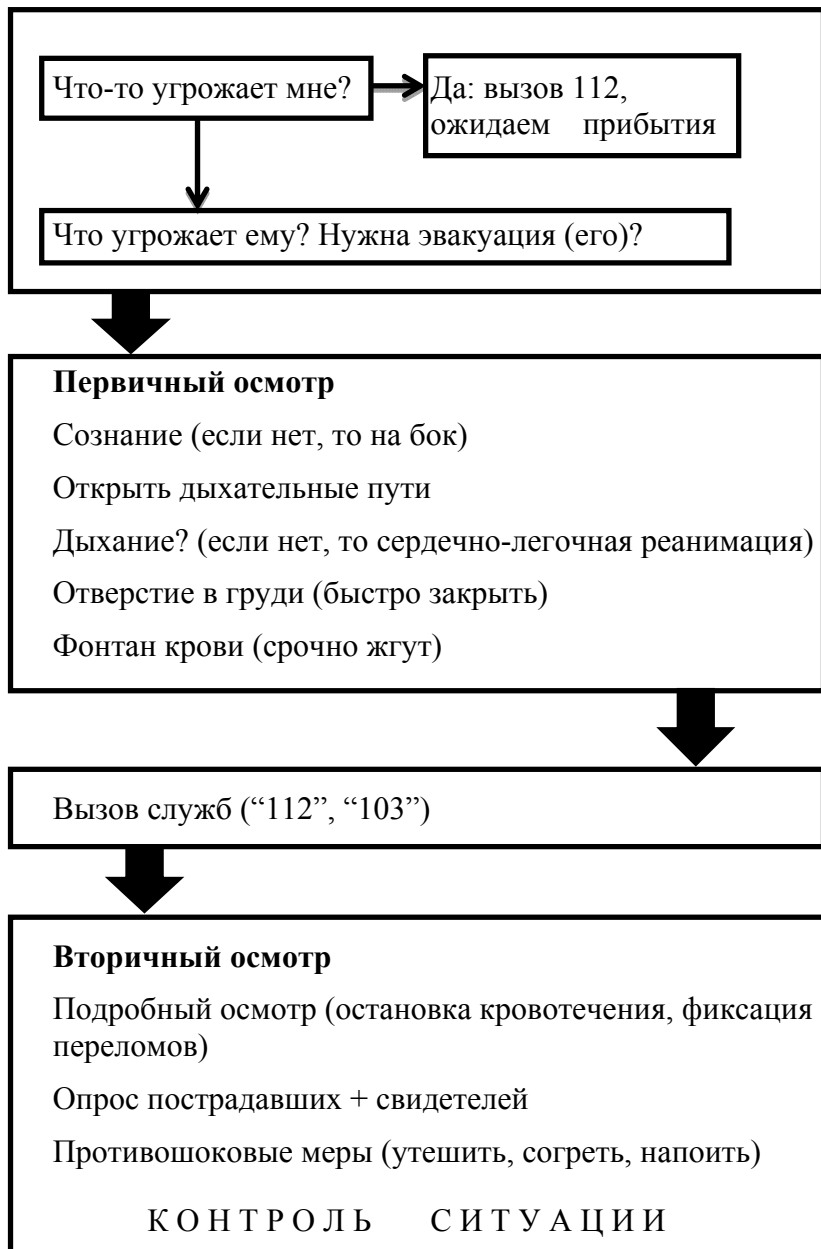 Что-то угрожает мне?
Да: вызов 112,
ожидаем прибытия
Что угрожает ему? Нужна эвакуация (его)?
Первичный осмотр
Сознание (если нет, то на бок)
Открыть дыхательные пути
Дыхание? (если нет, то сердечно-легочная реанимация)
Отверстие в груди (быстро закрыть)
Фонтан крови (срочно жгут)
Вызов служб (“112”, “103”)
Вторичный осмотр
Подробный осмотр (остановка кровотечения, фиксация
переломов)
Опрос пострадавших + свидетелей
Противошоковые меры (утешить, согреть, напоить)
К О Н Т Р О Л Ь С И Т У А Ц И И